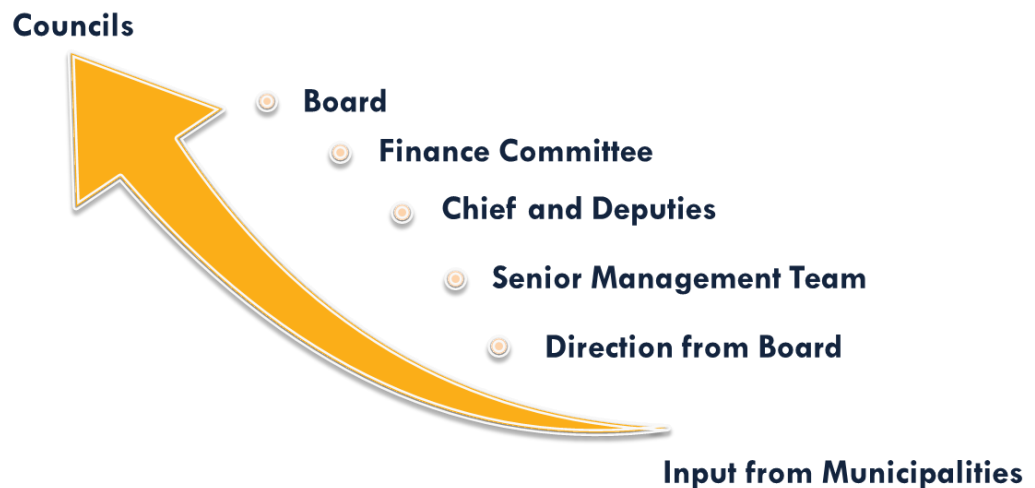 Councils
Board
Finance Committee
Chief and Deputies
Senior Management Team
Direction from Board
Input from Municipalities